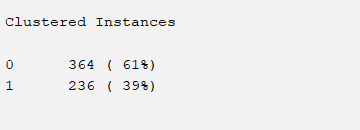 Clustered Instances
0       364 ( 61%)
1       236 ( 39%)